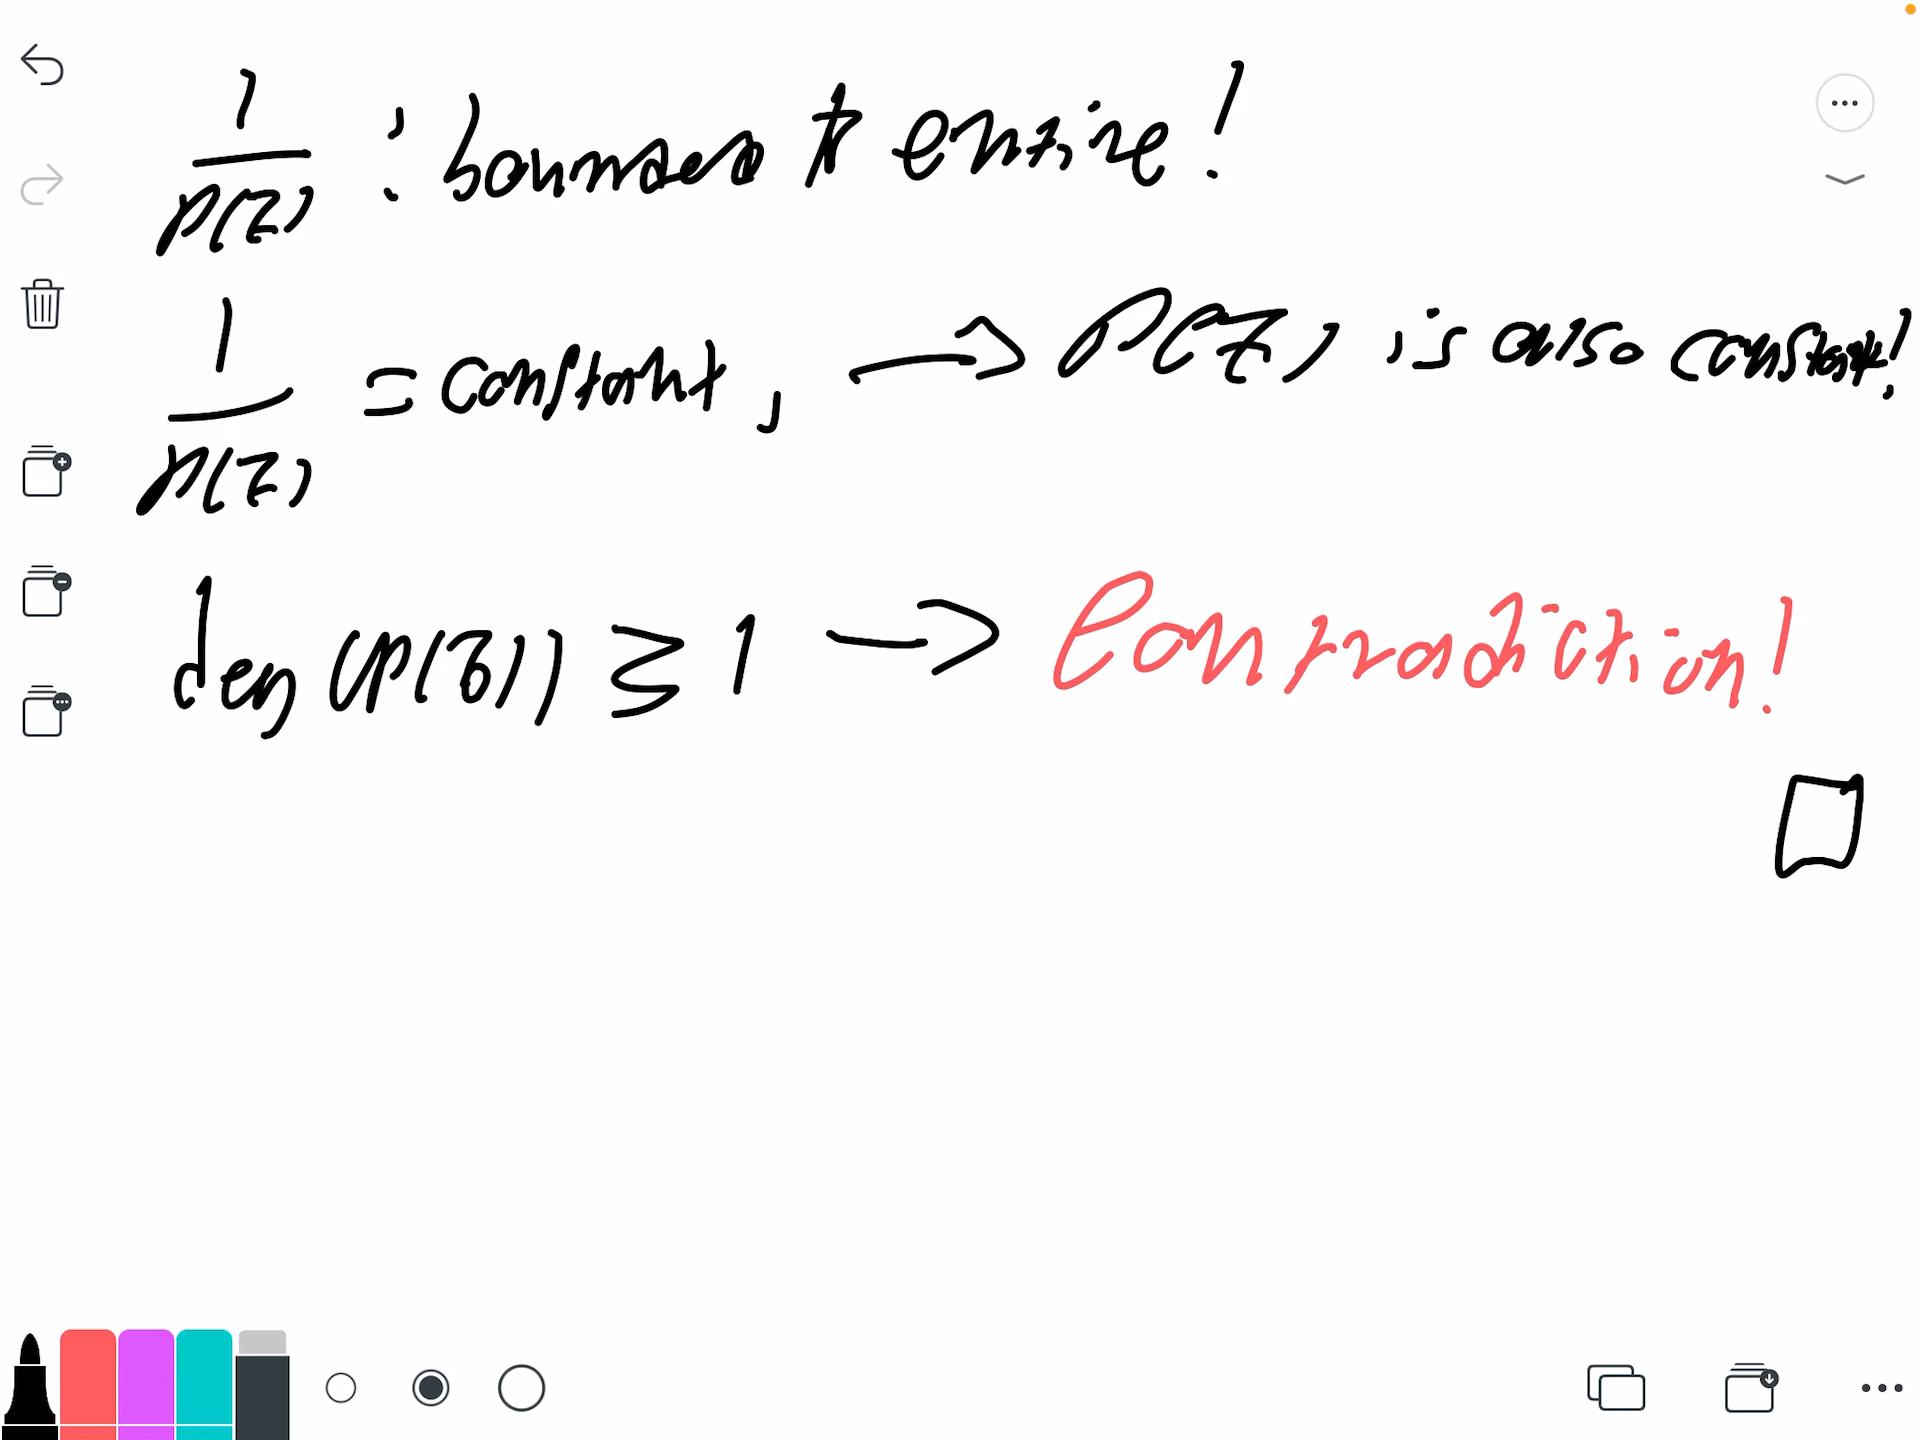 1/p(z) : bounded & entire!
1/p(z) = constant, → P(z) is also constant!
deg(p(z)) ≥ 1 → Contradiction!
□